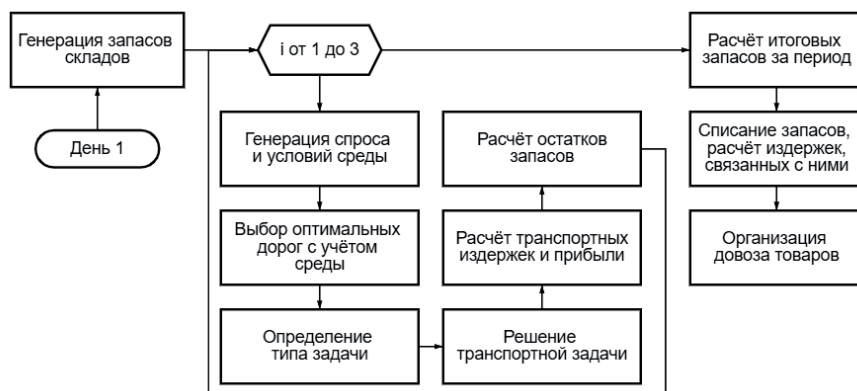 Генерация запасов
складов
День 1
i от 1 до 3
Генерация спроса
и условий среды
Выбор оптимальных
дорог с учётом
среды
Определение
типа задачи
Решение
транспортной задачи
Расчёт транспортных
издержек и прибыли
Расчёт остатков
запасов
Расчёт итоговых
запасов за период
Списание запасов,
расчёт издержек,
связанных с ними
Организация
довоза товаров